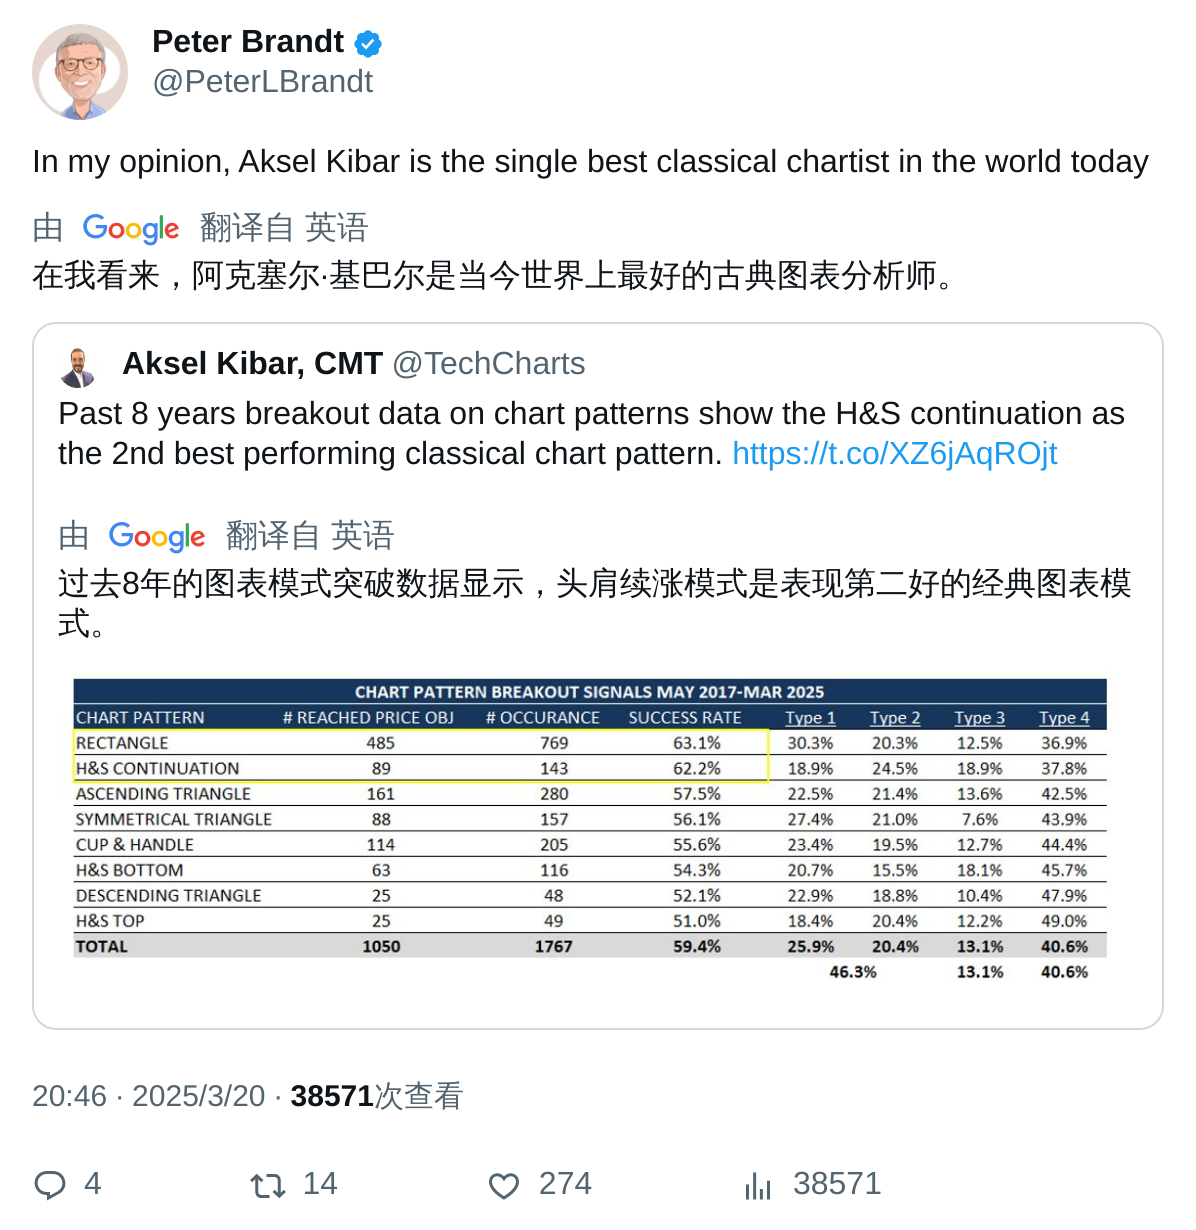 Peter Brandt
@PeterLBrandt
In my opinion, Aksel Kibar is the single best classical chartist in the world today
由 Google 翻译自 英语
在我看来，阿克塞尔·基巴尔是当今世界上最好的古典图表分析师。
Aksel Kibar, CMT @TechCharts
Past 8 years breakout data on chart patterns show the H&S continuation as
the 2nd best performing classical chart pattern. https://t.co/XZ6jAqROjt
由 Google 翻译自 英语
过去8年的图表模式突破数据显示，头肩续涨模式是表现第二好的经典图表模
式。
CHART PATTERN BREAKOUT SIGNALS MAY 2017-MAR 2025
CHART PATTERN # REACHED PRICE OBJ # OCCURANCE SUCCESS RATE Type 1 Type 2 Type 3 Type 4
RECTANGLE 485 769 63.1% 30.3% 20.3% 12.5% 36.9%
H&S CONTINUATION 89 143 62.2% 18.9% 24.5% 18.9% 37.8%
ASCENDING TRIANGLE 161 280 57.5% 22.5% 21.4% 13.6% 42.5%
SYMMETRICAL TRIANGLE 88 157 56.1% 27.4% 21.0% 7.6% 43.9%
CUP & HANDLE 114 205 55.6% 23.4% 19.5% 12.7% 44.4%
H&S BOTTOM 63 116 54.3% 20.7% 15.5% 18.1% 45.7%
DESCENDING TRIANGLE 25 48 52.1% 22.9% 18.8% 10.4% 47.9%
H&S TOP 25 49 51.0% 18.4% 20.4% 12.2% 49.0%
TOTAL 1050 1767 59.4% 25.9% 20.4% 13.1% 40.6%
46.3% 13.1% 40.6%
20:46 · 2025/3/20 · 38571次查看
4 14 274 38571